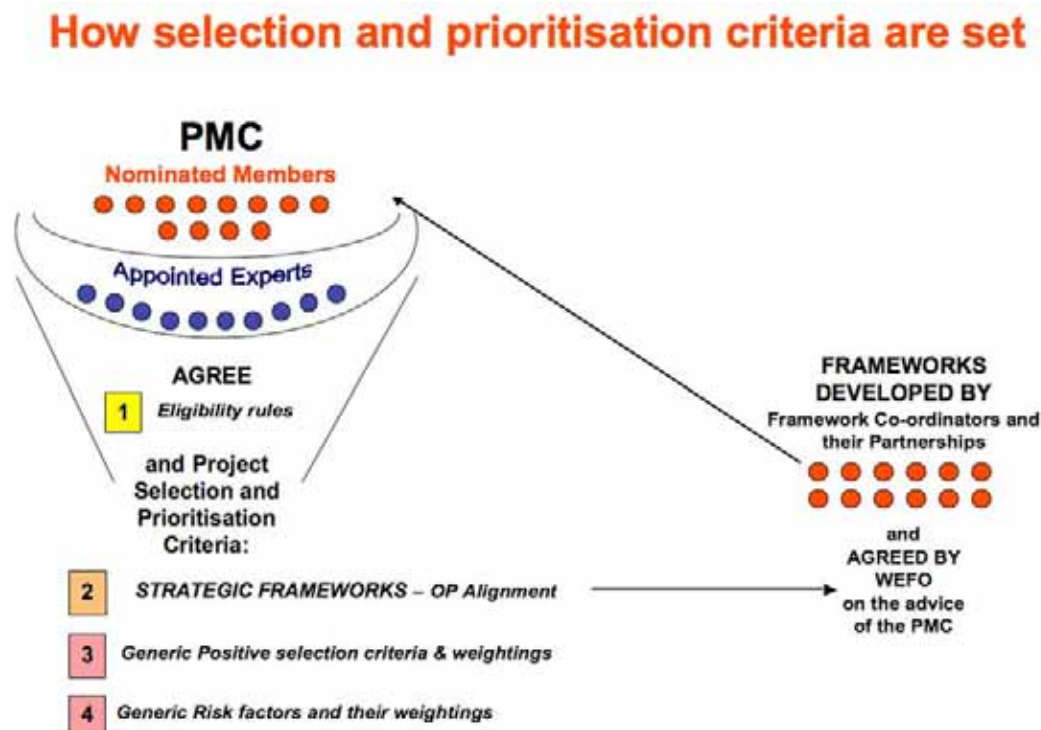 How selection and prioritisation criteria are set
PMC
Nominated Members
Appointed Experts
AGREE
1 Eligibility rules
and Project
Selection and
Prioritisation
Criteria:
2 STRATEGIC FRAMEWORKS – OP Alignment
3 Generic Positive selection criteria & weightings
4 Generic Risk factors and their weightings
FRAMEWORKS
DEVELOPED BY
Framework Co-ordinators and
their Partnerships
and
AGREED BY
WEFO
on the advice
of the PMC